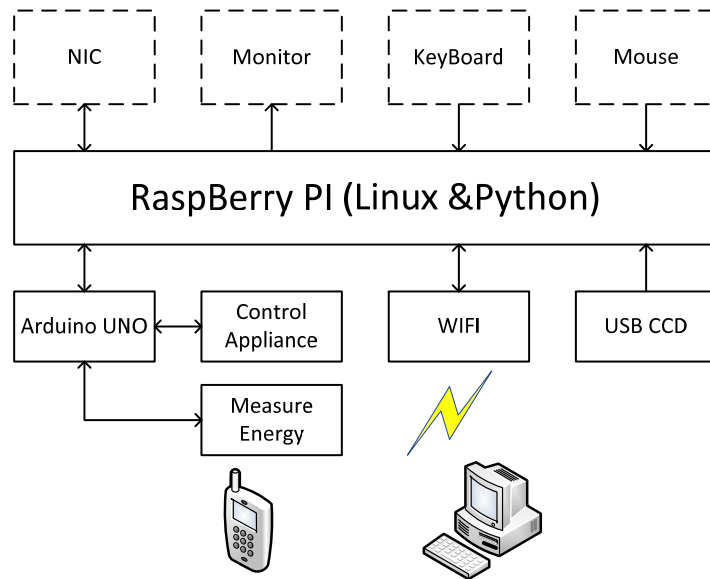 NIC
Monitor
KeyBoard
Mouse
RaspBerry PI (Linux &Python)
Arduino UNO
Control
Appliance
WIFI
USB CCD
Measure
Energy